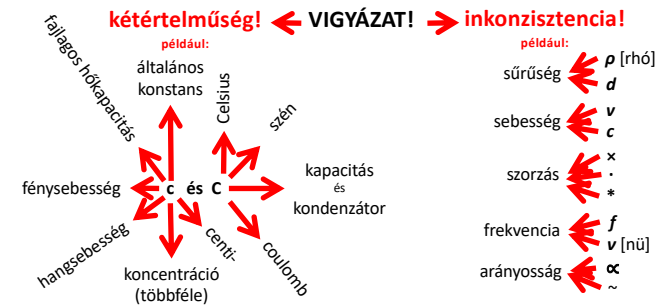 kétértelműség! VIGYÁZAT! inkonzisztencia!
például:
általános
konstans
fajlagos hőkapacitás
Celsius
szén
fénysebesség
c és C
kapacitás
és
kondenzátor
hangsebesség
centi-
coulomb
koncentráció
(többféle)
például:
sűrűség
ρ [rhó]
d
sebesség
v
c
szorzás
×
·
*
frekvencia
f
ν [nü]
arányosság
∝
~